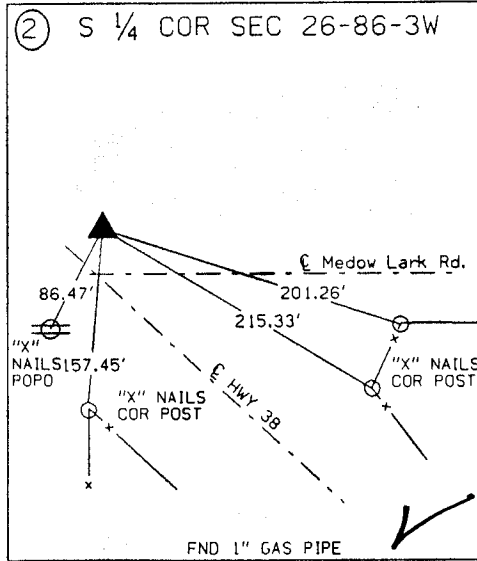 ② S ¼ COR SEC 26-86-3W
℄ Medow Lark Rd.
86.47'
201.26'
215.33'
"X"
NAILS
POPO
157.45'
"X" NAILS
COR POST
"X" NAILS
COR POST
℄ HWY 38
FND 1" GAS PIPE